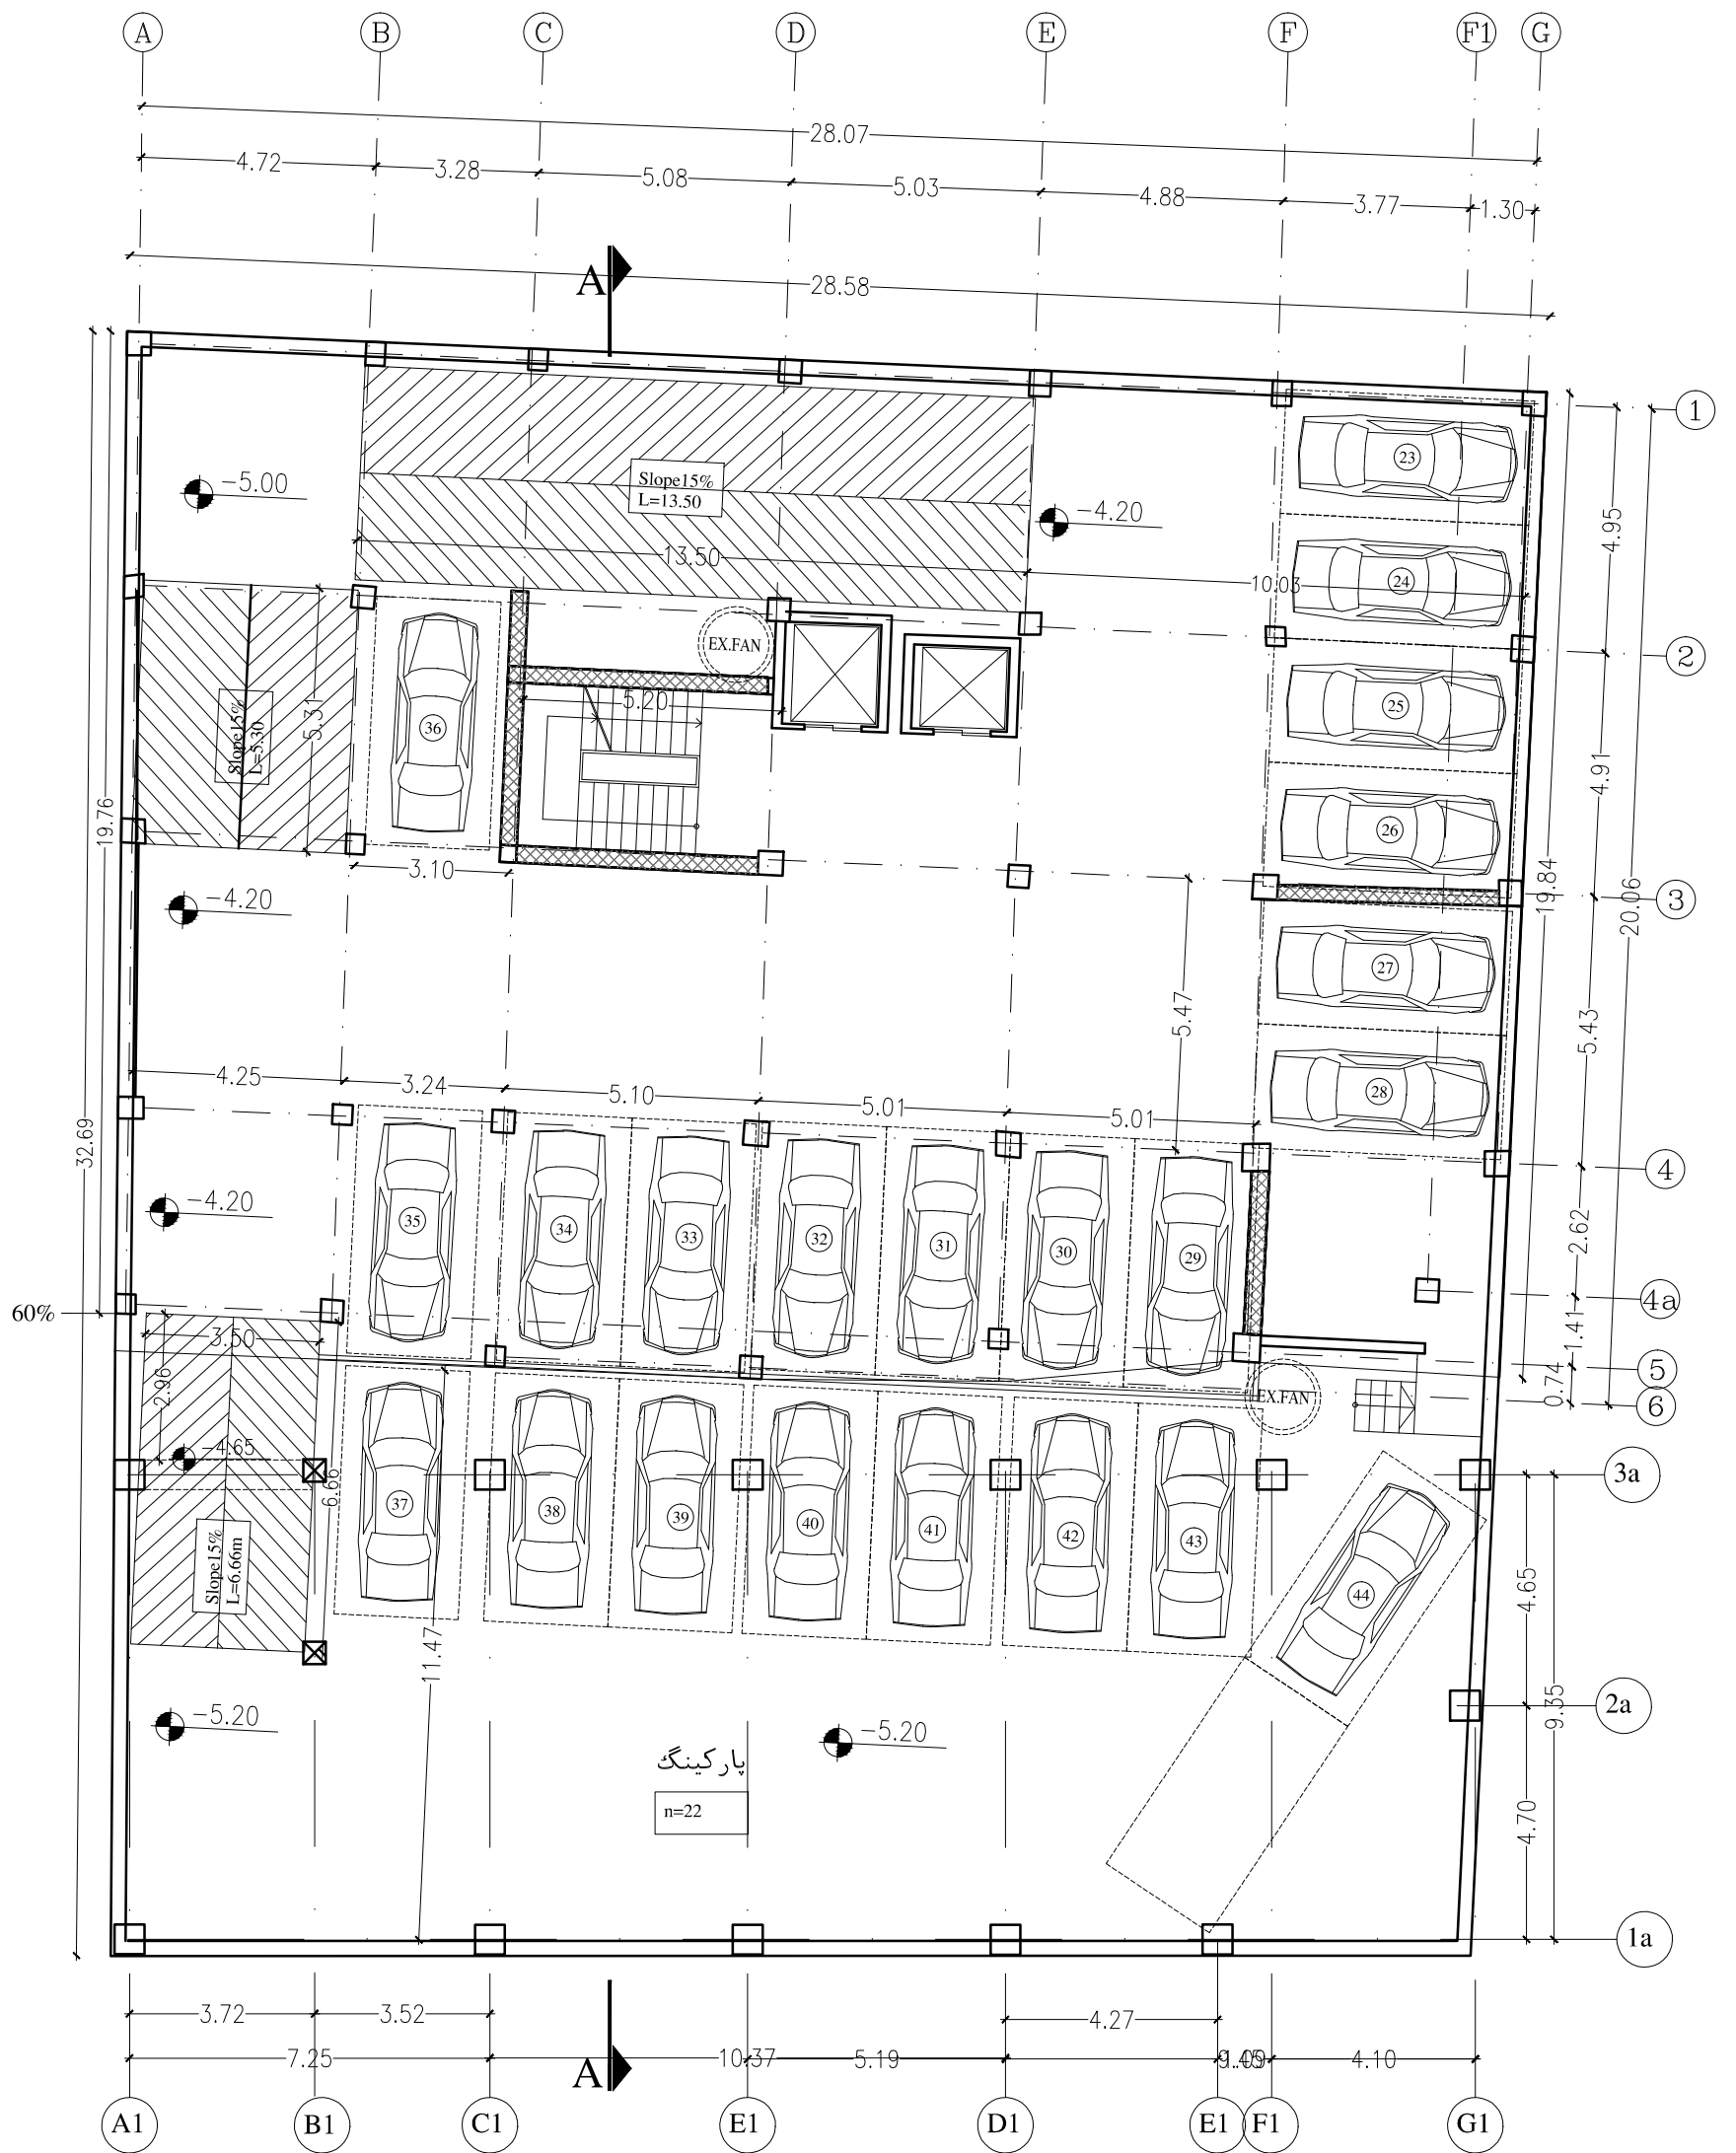 A B C D E F F1 G
28.07
4.72 3.28 5.08 5.03 4.88 3.77 1.30
28.58
A
1
23
-5.00
Slope15%
L=13.50
-4.20
4.95
13.50
10.03
24
2
EX.FAN
5.20
Slope15%
L=5.30
5.31
36
25
4.91
19.76
26
3.10
19.84
20.06
3
-4.20
27
5.47
5.43
4.25 3.24 5.10 5.01 5.01
28
32.69
4
-4.20
35 34 33 32 31 30 29
2.62
4a
60%
3.50
1.41
5
2.96
0.74
6
EX.FAN
-4.65
6.66
3a
37 38 39 40 41 42 43
44
Slope15%
L=6.66m
4.65
11.47
9.35
-5.20
-5.20
2a
پارکینگ
n=22
4.70
1a
3.72 3.52 4.27
7.25 10.37 5.19 4.10
A
A1 B1 C1 E1 D1 E1 F1 G1